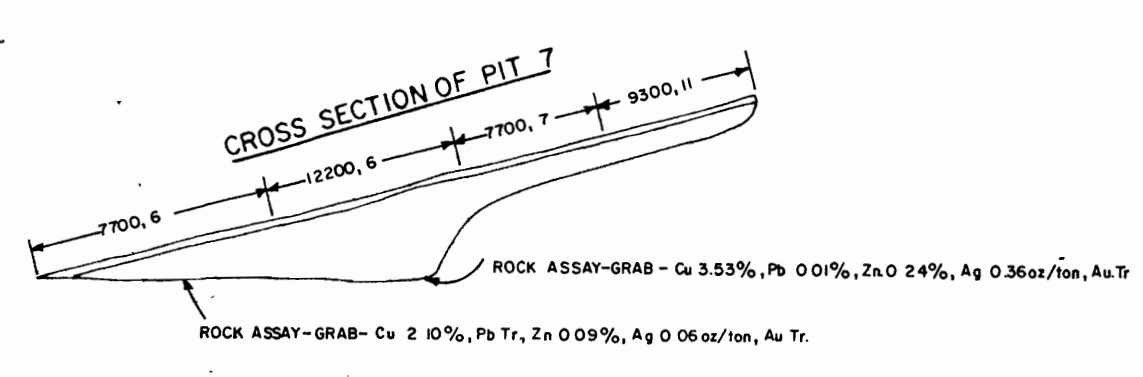 CROSS SECTION OF PIT 7
9300, 11
7700, 7
12200, 6
7700, 6
ROCK ASSAY-GRAB - Cu 3.53%, Pb 0 01%, Zn.0 24%, Ag 0.36oz/ton, Au.Tr
ROCK ASSAY-GRAB- Cu 2 10%, Pb Tr., Zn 0 09%, Ag 0 06 oz/ton, Au Tr.